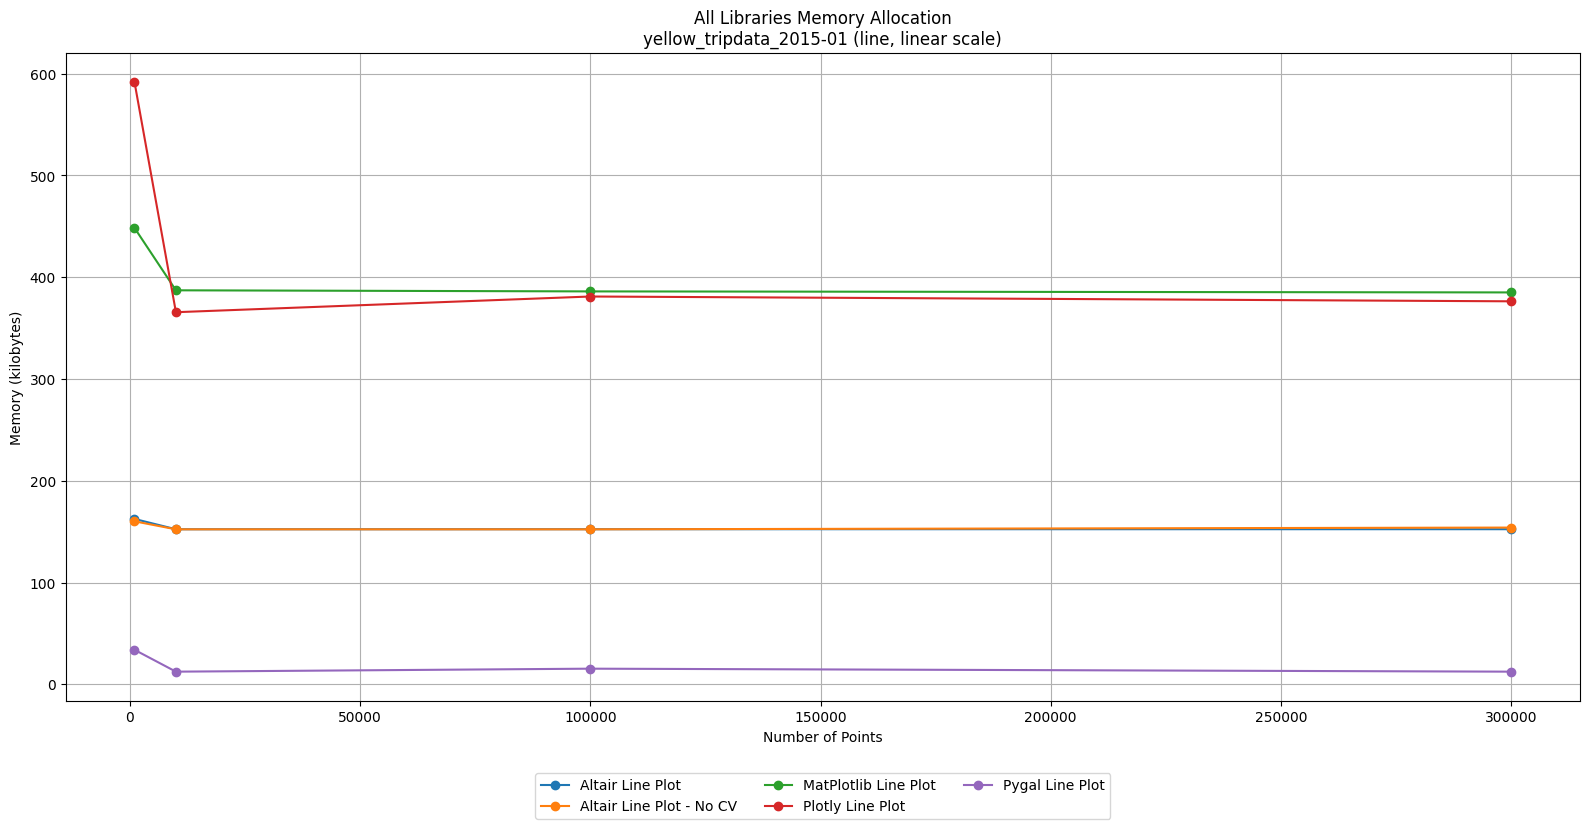 All Libraries Memory Allocation
yellow_tripdata_2015-01 (line, linear scale)
600
500
400
300
200
100
0
Memory (kilobytes)
0 50000 100000 150000 200000 250000 300000
Number of Points
Altair Line Plot
Altair Line Plot - No CV
MatPlotlib Line Plot
Plotly Line Plot
Pygal Line Plot